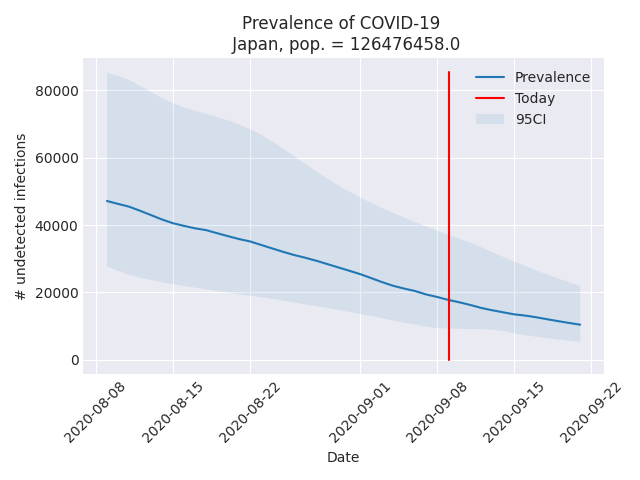 Prevalence of COVID-19
Japan, pop. = 126476458.0
Prevalence
Today
95CI
80000
60000
40000
20000
0
# undetected infections
2020-08-08
2020-08-15
2020-08-22
2020-09-01
2020-09-08
2020-09-15
2020-09-22
Date